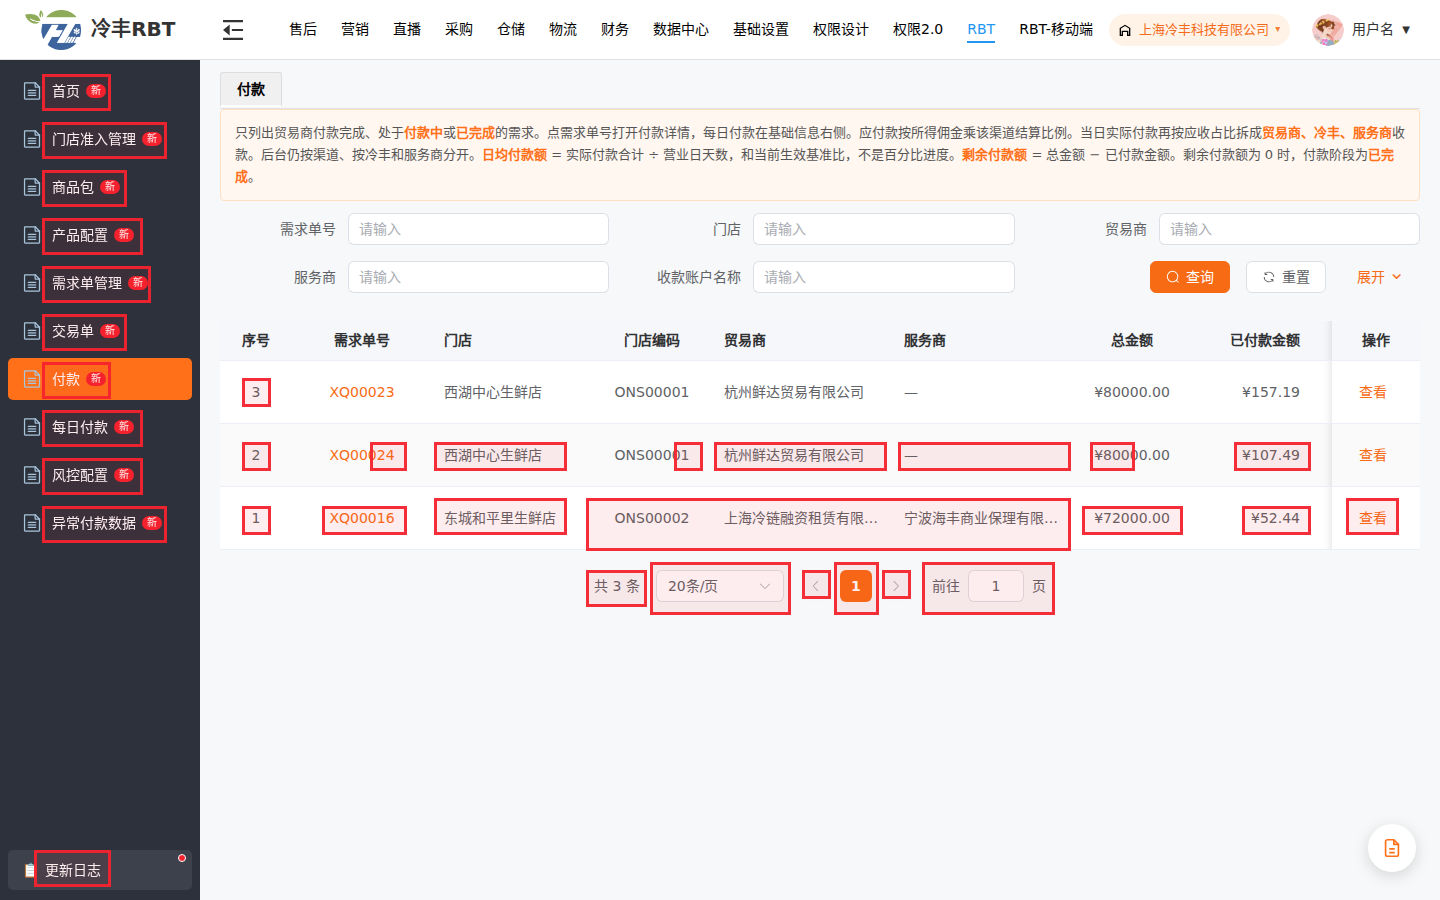 冷丰RBT
售后 营销 直播 采购 仓储 物流 财务 数据中心 基础设置 权限设计 权限2.0 RBT RBT-移动端 上海冷丰科技有限公司 ▾ 用户名 ▼
首页 新
门店准入管理 新
商品包 新
产品配置 新
需求单管理 新
交易单 新
付款 新
每日付款 新
风控配置 新
异常付款数据 新
更新日志
付款
只列出贸易商付款完成、处于付款中或已完成的需求。点需求单号打开付款详情，每日付款在基础信息右侧。应付款按所得佣金乘该渠道结算比例。当日实际付款再按应收占比拆成贸易商、冷丰、服务商收
款。后台仍按渠道、按冷丰和服务商分开。日均付款额 = 实际付款合计 ÷ 营业日天数，和当前生效基准比，不是百分比进度。剩余付款额 = 总金额 − 已付款金额。剩余付款额为 0 时，付款阶段为已完
成。
需求单号 请输入 门店 请输入 贸易商 请输入
服务商 请输入 收款账户名称 请输入 查询 重置 展开
序号 需求单号 门店 门店编码 贸易商 服务商 总金额 已付款金额 操作
3 XQ00023 西湖中心生鲜店 ONS00001 杭州鲜达贸易有限公司 — ¥80000.00 ¥157.19 查看
2 XQ00024 西湖中心生鲜店 ONS00001 杭州鲜达贸易有限公司 — ¥80000.00 ¥107.49 查看
1 XQ00016 东城和平里生鲜店 ONS00002 上海冷链融资租赁有限… 宁波海丰商业保理有限… ¥72000.00 ¥52.44 查看
共 3 条 20条/页 1 前往 1 页